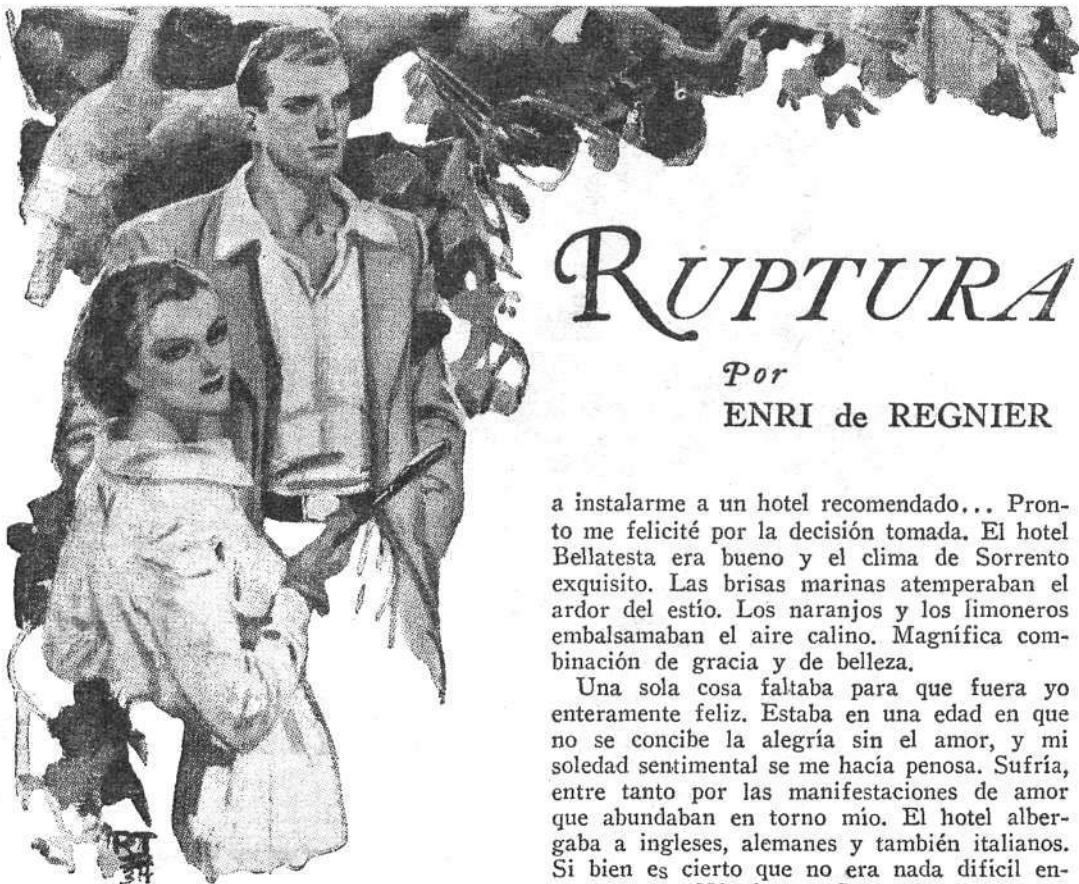 RUPTURA
Por
ENRI de REGNIER
a instalarme a un hotel recomendado... Pron-
to me felicité por la decisión tomada. El hotel
Bellatesta era bueno y el clima de Sorrento
exquisito. Las brisas marinas atemperaban el
ardor del estío. Los naranjos y los limoneros
embalsamaban el aire calino. Magnífica com-
binación de gracia y de belleza.
Una sola cosa faltaba para que fuera yo
enteramente feliz. Estaba en una edad en que
no se concibe la alegría sin el amor, y mi
soledad sentimental se me hacía penosa. Sufría,
entre tanto por las manifestaciones de amor
que abundaban en torno mío. El hotel alber-
gaba a ingleses, alemanes y también italianos.
Si bien es cierto que no era nada difícil en-
RT
34